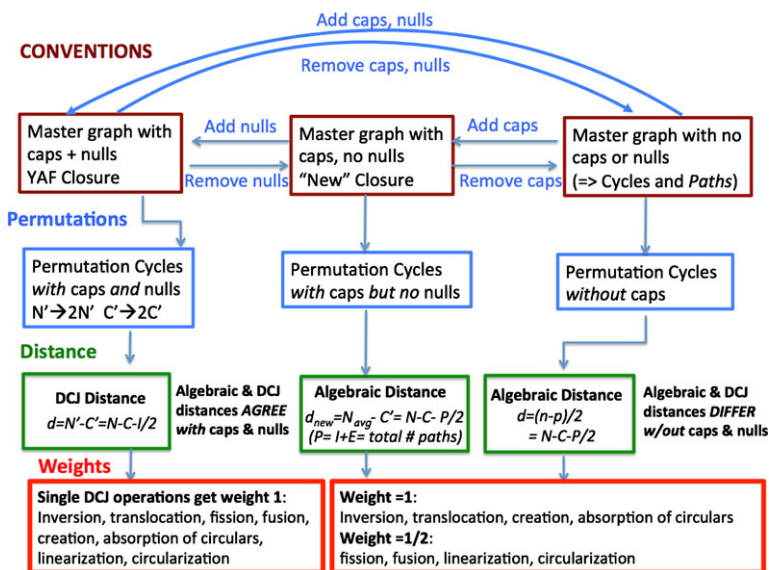 Add caps, nulls
CONVENTIONS
Remove caps, nulls
Master graph with
caps + nulls
YAF Closure
Add nulls
Remove nulls
Master graph with
caps, no nulls
“New” Closure
Add caps
Remove caps
Master graph with no
caps or nulls
(=> Cycles and Paths)
Permutations
Permutation Cycles
with caps and nulls
N’→2N’ C’→2C’
Permutation Cycles
with caps but no nulls
Permutation Cycles
without caps
Distance
DCJ Distance
d=N’-C’=N-C-I/2
Algebraic & DCJ
distances AGREE
with caps & nulls
Algebraic Distance
dnew=Navg- C’= N-C- P/2
(P= I+E= total # paths)
Algebraic Distance
d=(n-p)/2
= N-C-P/2
Algebraic & DCJ
distances DIFFER
w/out caps & nulls
Weights
Single DCJ operations get weight 1:
Inversion, translocation, fission, fusion,
creation, absorption of circulars,
linearization, circularization
Weight =1:
Inversion, translocation, creation, absorption of circulars
Weight =1/2:
fission, fusion, linearization, circularization